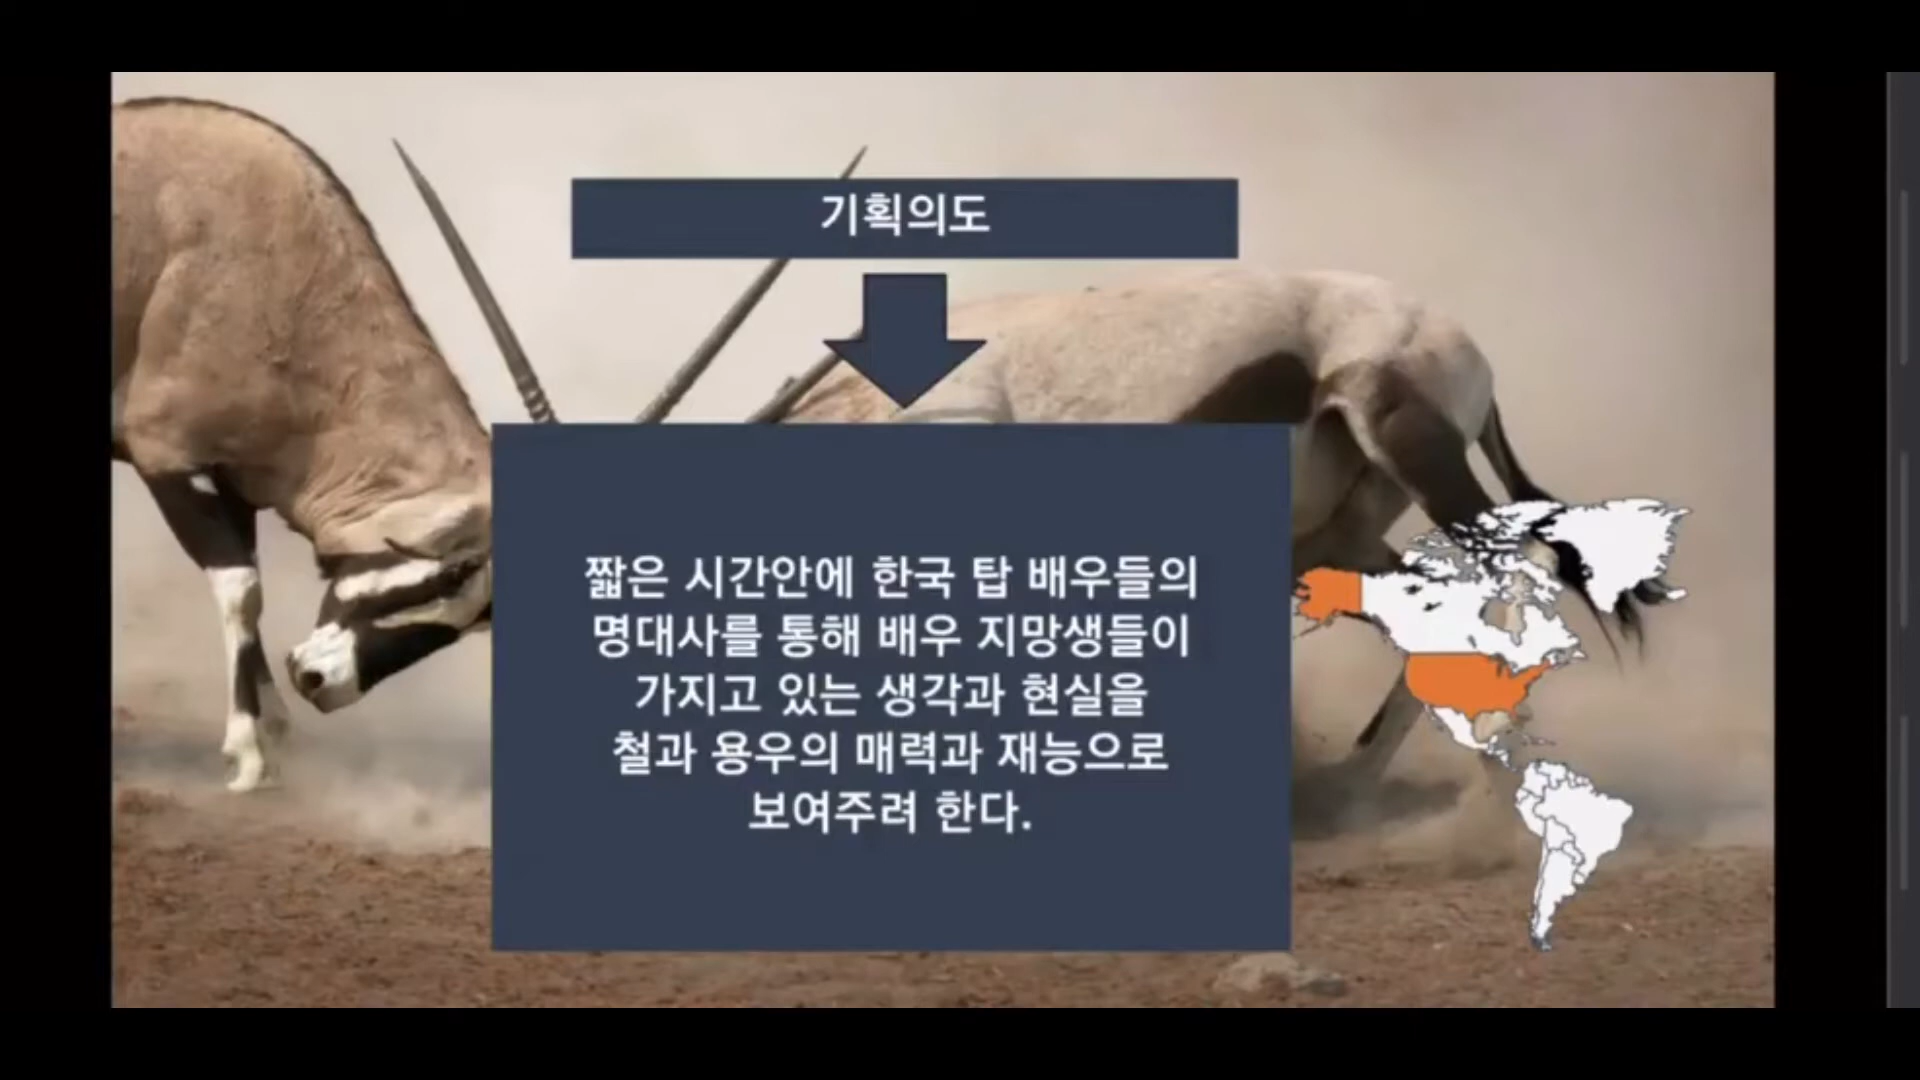 기획의도
짧은 시간안에 한국 탑 배우들의
명대사를 통해 배우 지망생들이
가지고 있는 생각과 현실을
철과 용우의 매력과 재능으로
보여주려 한다.